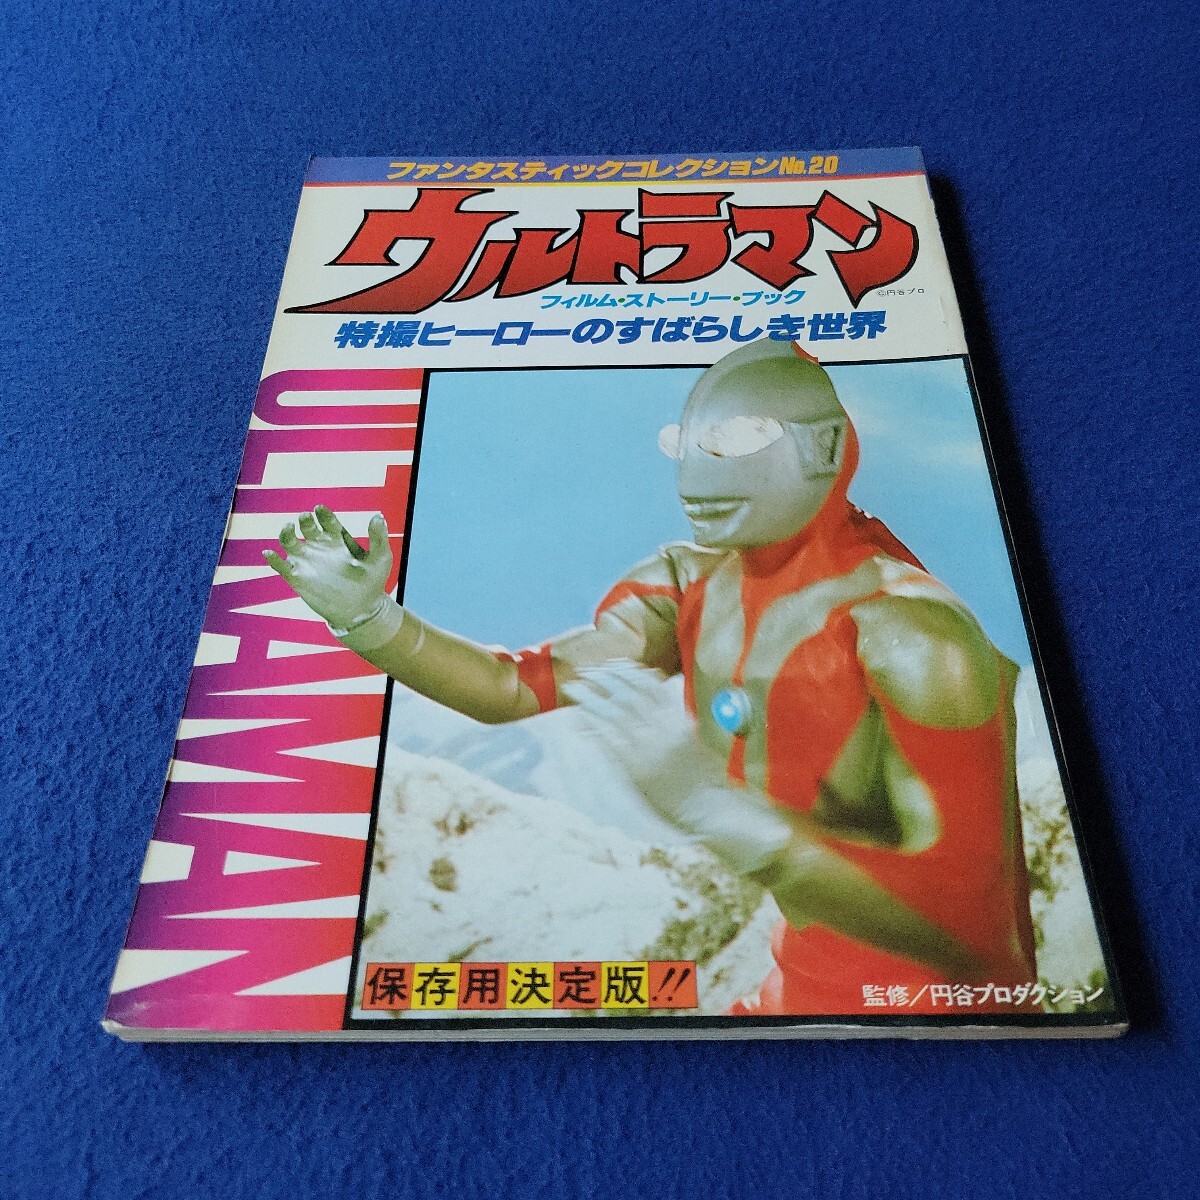 ファンタスティックコレクションNo.20
ウルトラマン
©円谷プロ
フィルム・ストーリー・ブック
特撮ヒーローのすばらしき世界
ULTRAMAN
保存用決定版!!
監修/円谷プロダクション